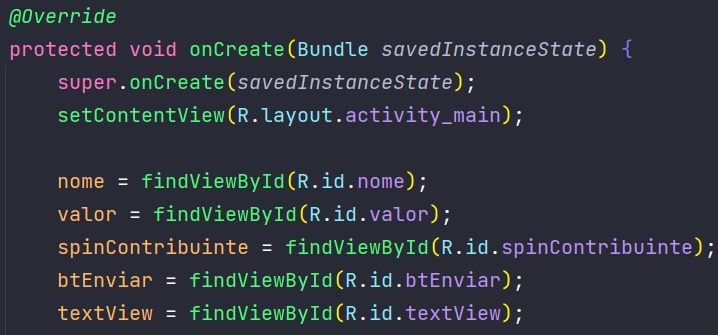 @Override
protected void onCreate(Bundle savedInstanceState) {
super.onCreate(savedInstanceState);
setContentView(R.layout.activity_main);
nome = findViewById(R.id.nome);
valor = findViewById(R.id.valor);
spinContribuinte = findViewById(R.id.spinContribuinte);
btEnviar = findViewById(R.id.btEnviar);
textView = findViewById(R.id.textView);